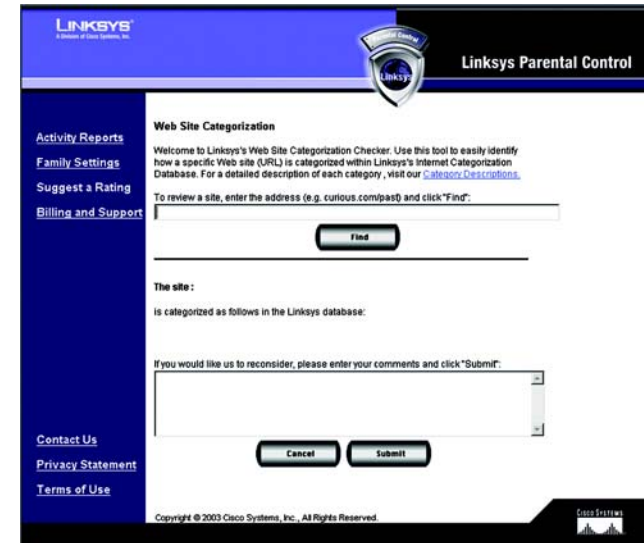 LINKSYS®
A Division of Cisco Systems, Inc.
Parental Control
Linksys
Linksys Parental Control
Activity Reports
Family Settings
Suggest a Rating
Billing and Support
Contact Us
Privacy Statement
Terms of Use
Web Site Categorization
Welcome to Linksys's Web Site Categorization Checker. Use this tool to easily identify
how a specific Web site (URL) is categorized within Linksys's Internet Categorization
Database. For a detailed description of each category , visit our Category Descriptions.
To review a site, enter the address (e.g. curious.com/past) and click "Find":
Find
The site :
is categorized as follows in the Linksys database:
If you would like us to reconsider, please enter your comments and click "Submit":
Cancel
Submit
Copyright © 2003 Cisco Systems, Inc., All Rights Reserved.
CISCO SYSTEMS